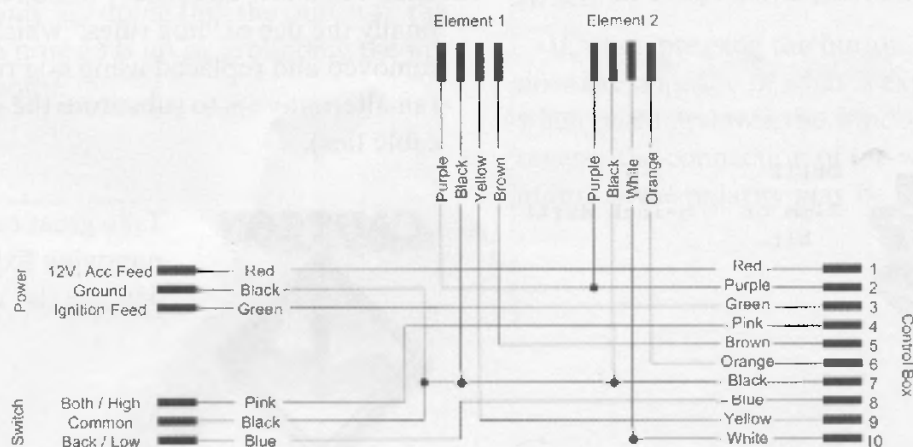 Element 1
Element 2
Purple
Black
Yellow
Brown
Purple
Black
White
Orange
Power
12V. Acc Feed
Red
Ground
Black
Ignition Feed
Green
Switch
Both / High
Pink
Common
Black
Back / Low
Blue
Red
1
Purple
2
Green
3
Pink
4
Brown
5
Orange
6
Black
7
Blue
8
Yellow
9
White
10
Control Box